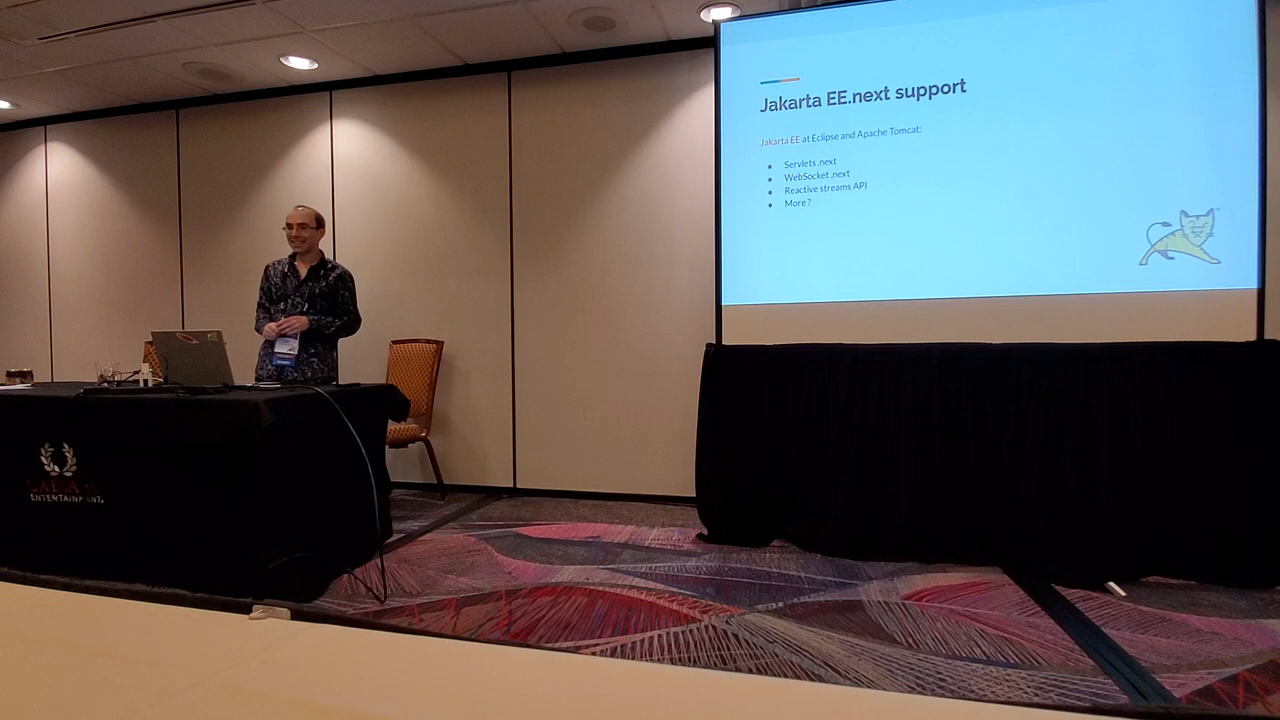 Jakarta EE.next support
Jakarta EE at Eclipse and Apache Tomcat:
Servlets.next
WebSocket.next
Reactive streams API
More?
ENTERTAINMENT